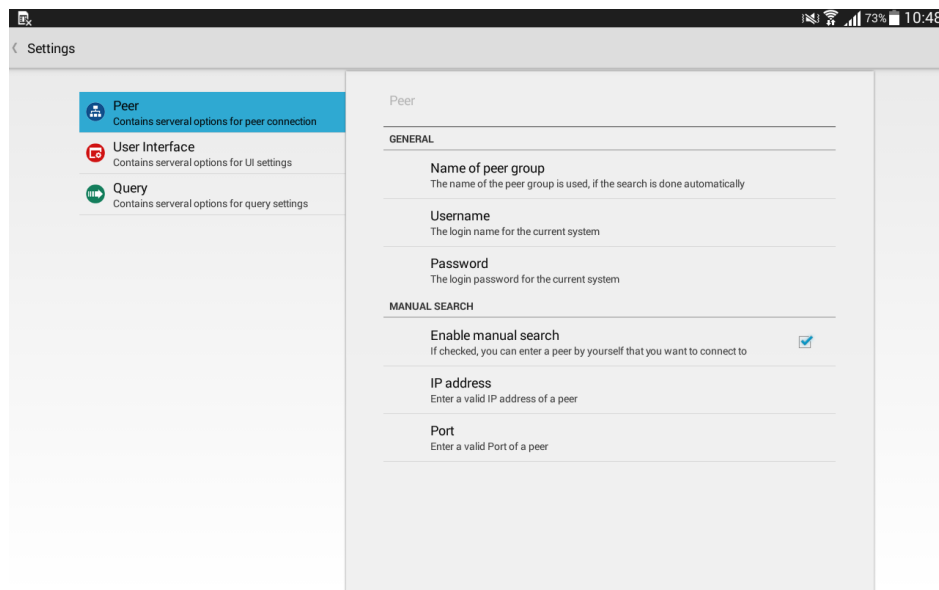 73% 10:48
Settings
Peer
Contains serveral options for peer connection
User Interface
Contains serveral options for UI settings
Query
Contains serveral options for query settings
Peer
GENERAL
Name of peer group
The name of the peer group is used, if the search is done automatically
Username
The login name for the current system
Password
The login password for the current system
MANUAL SEARCH
Enable manual search
If checked, you can enter a peer by yourself that you want to connect to
IP address
Enter a valid IP address of a peer
Port
Enter a valid Port of a peer